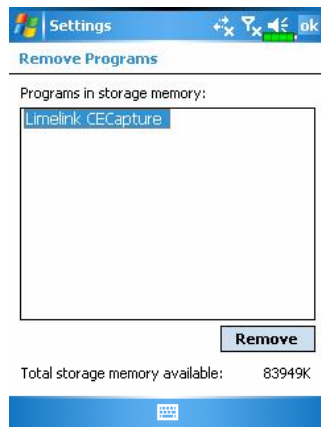 Settings
ok
Remove Programs
Programs in storage memory:
Limelink CECapture
Remove
Total storage memory available: 83949K